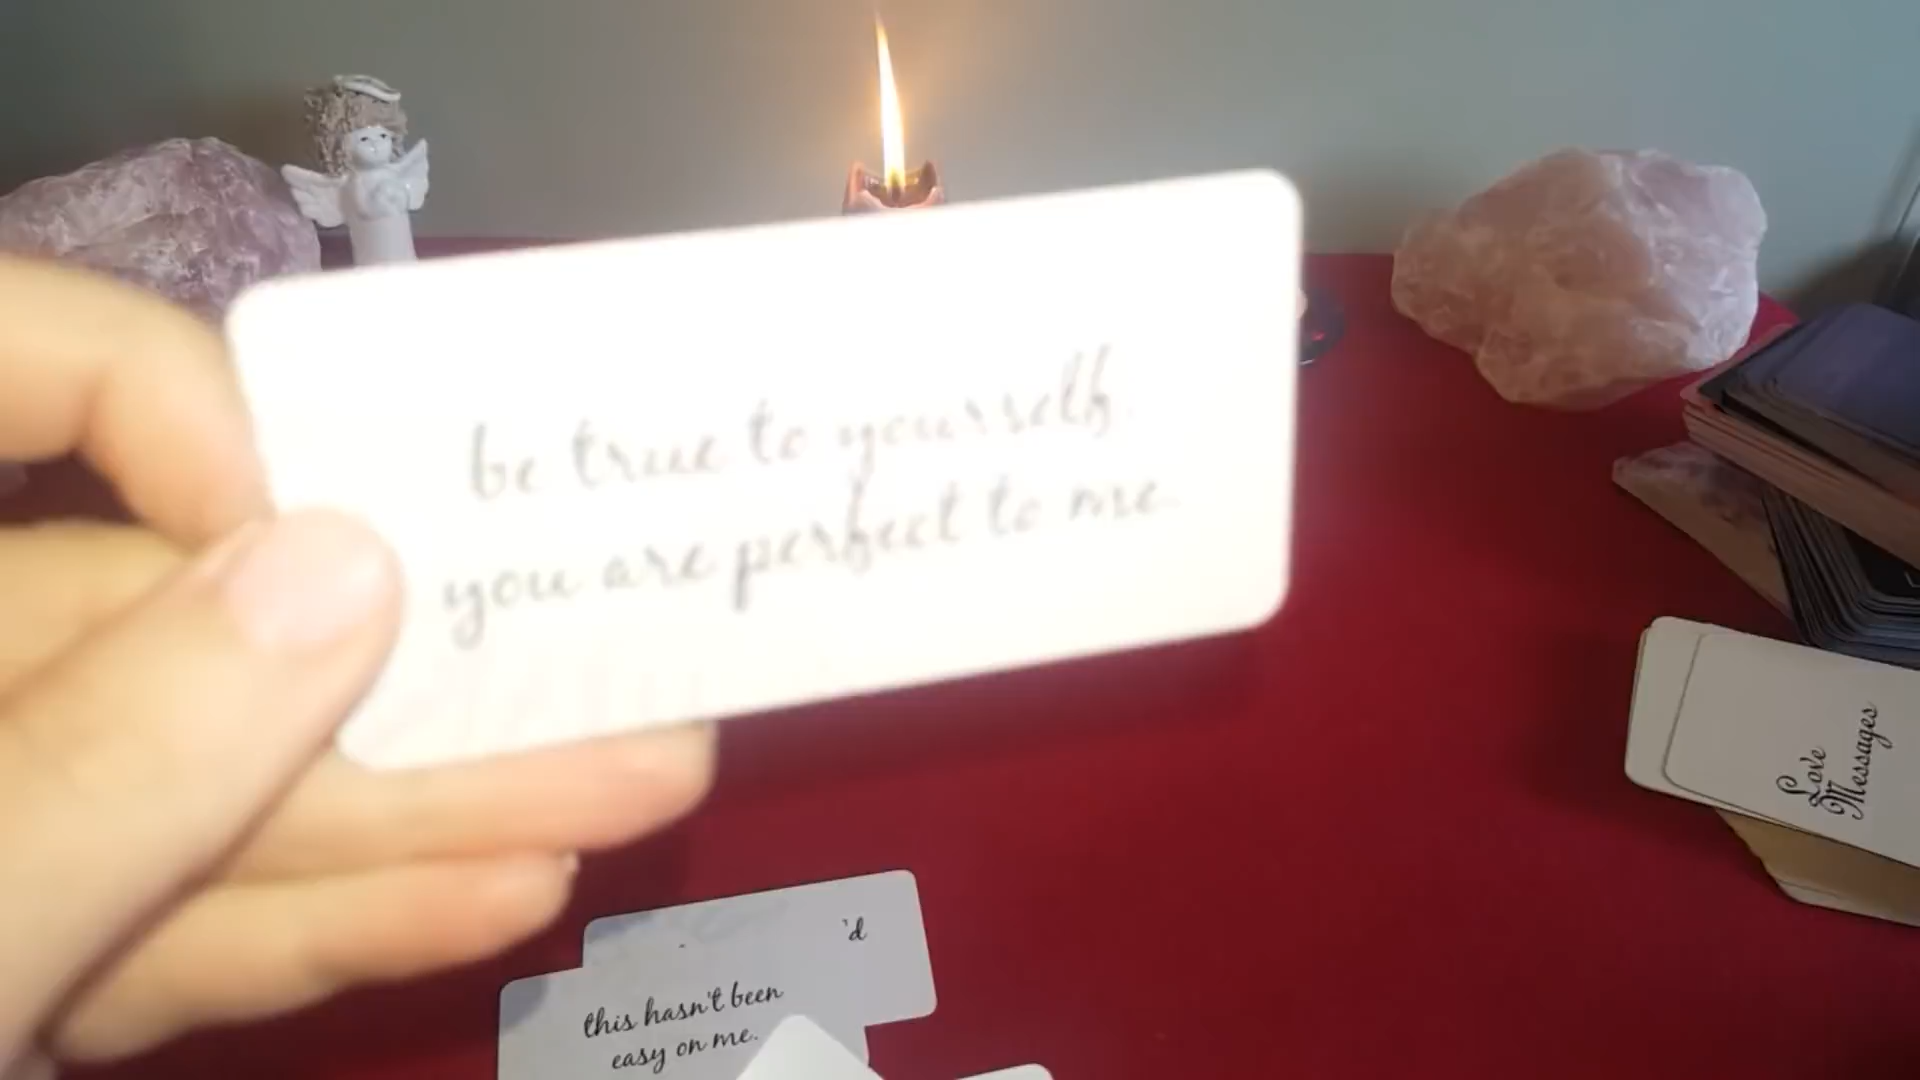 be true to yourself.
you are perfect to me.
'd
this hasn't been
easy on me.
Love
Messages